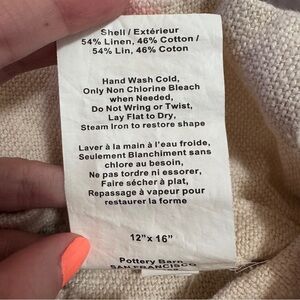 Shell / Extérieur
54% Linen, 46% Cotton /
54% Lin, 46% Coton
Hand Wash Cold,
Only Non Chlorine Bleach
when Needed,
Do Not Wring or Twist,
Lay Flat to Dry,
Steam Iron to restore shape
Laver à la main à l'eau froide,
Seulement Blanchiment sans
chlore au besoin,
Ne pas tordre ni essorer,
Faire sécher à plat,
Repassage à vapeur pour
restaurer la forme
12" x 16"
Pottery Barn
SAN FRANCISCO